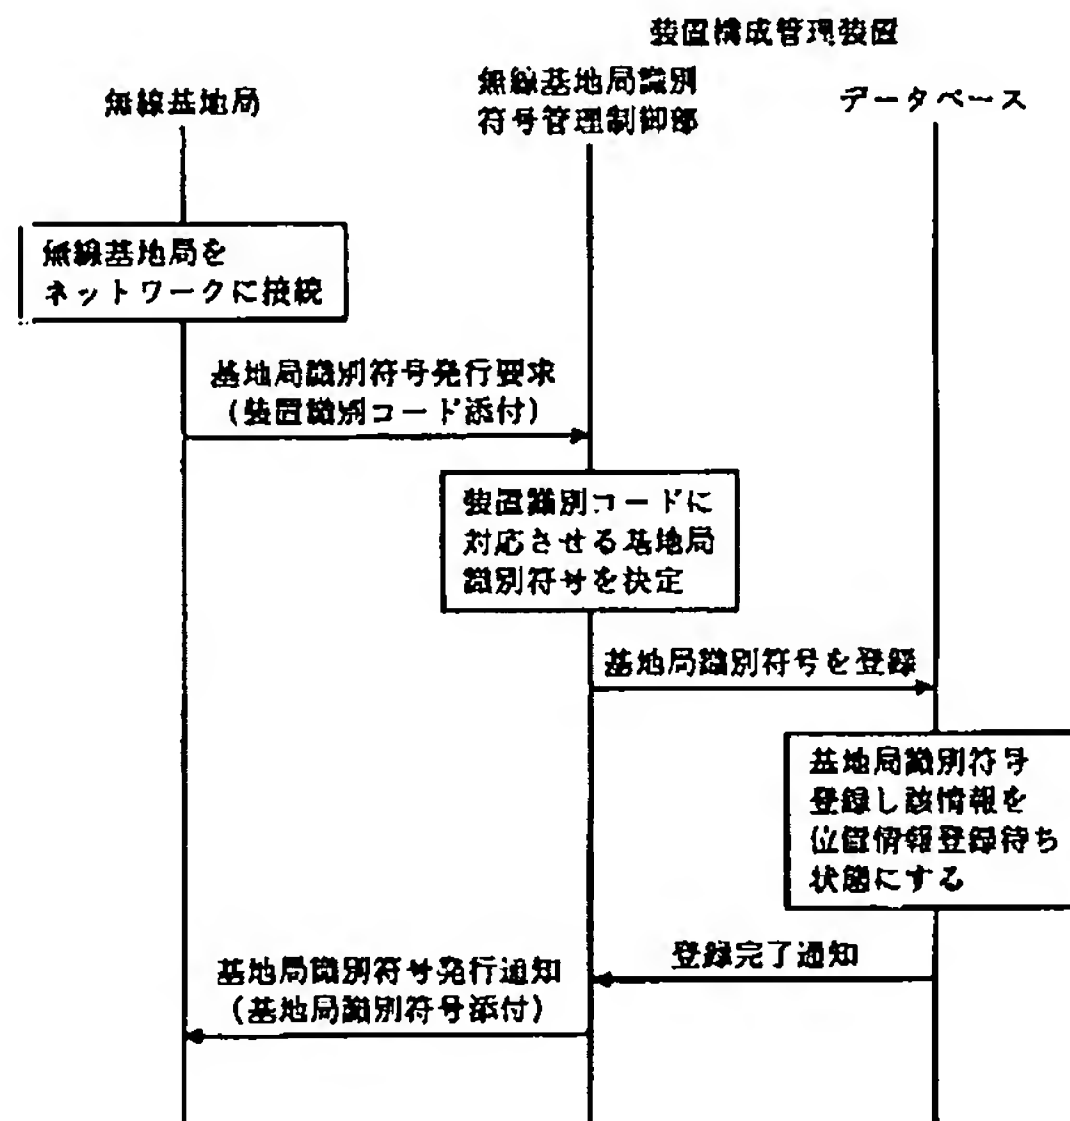 装置構成管理装置
無線基地局
無線基地局識別
符号管理制御部
データベース
無線基地局を
ネットワークに接続
基地局識別符号発行要求
（装置識別コード添付）
装置識別コードに
対応させる基地局
識別符号を決定
基地局識別符号を登録
基地局識別符号
登録し該情報を
位置情報登録待ち
状態にする
登録完了通知
基地局識別符号発行通知
（基地局識別符号添付）